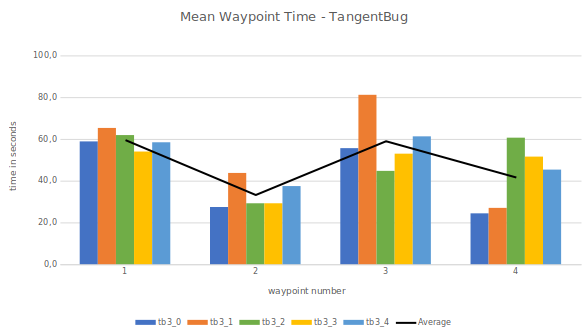 Mean Waypoint Time - TangentBug
100,0
80,0
60,0
40,0
20,0
0,0
time in seconds
1 2 3 4
waypoint number
tb3_0 tb3_1 tb3_2 tb3_3 tb3_4 Average